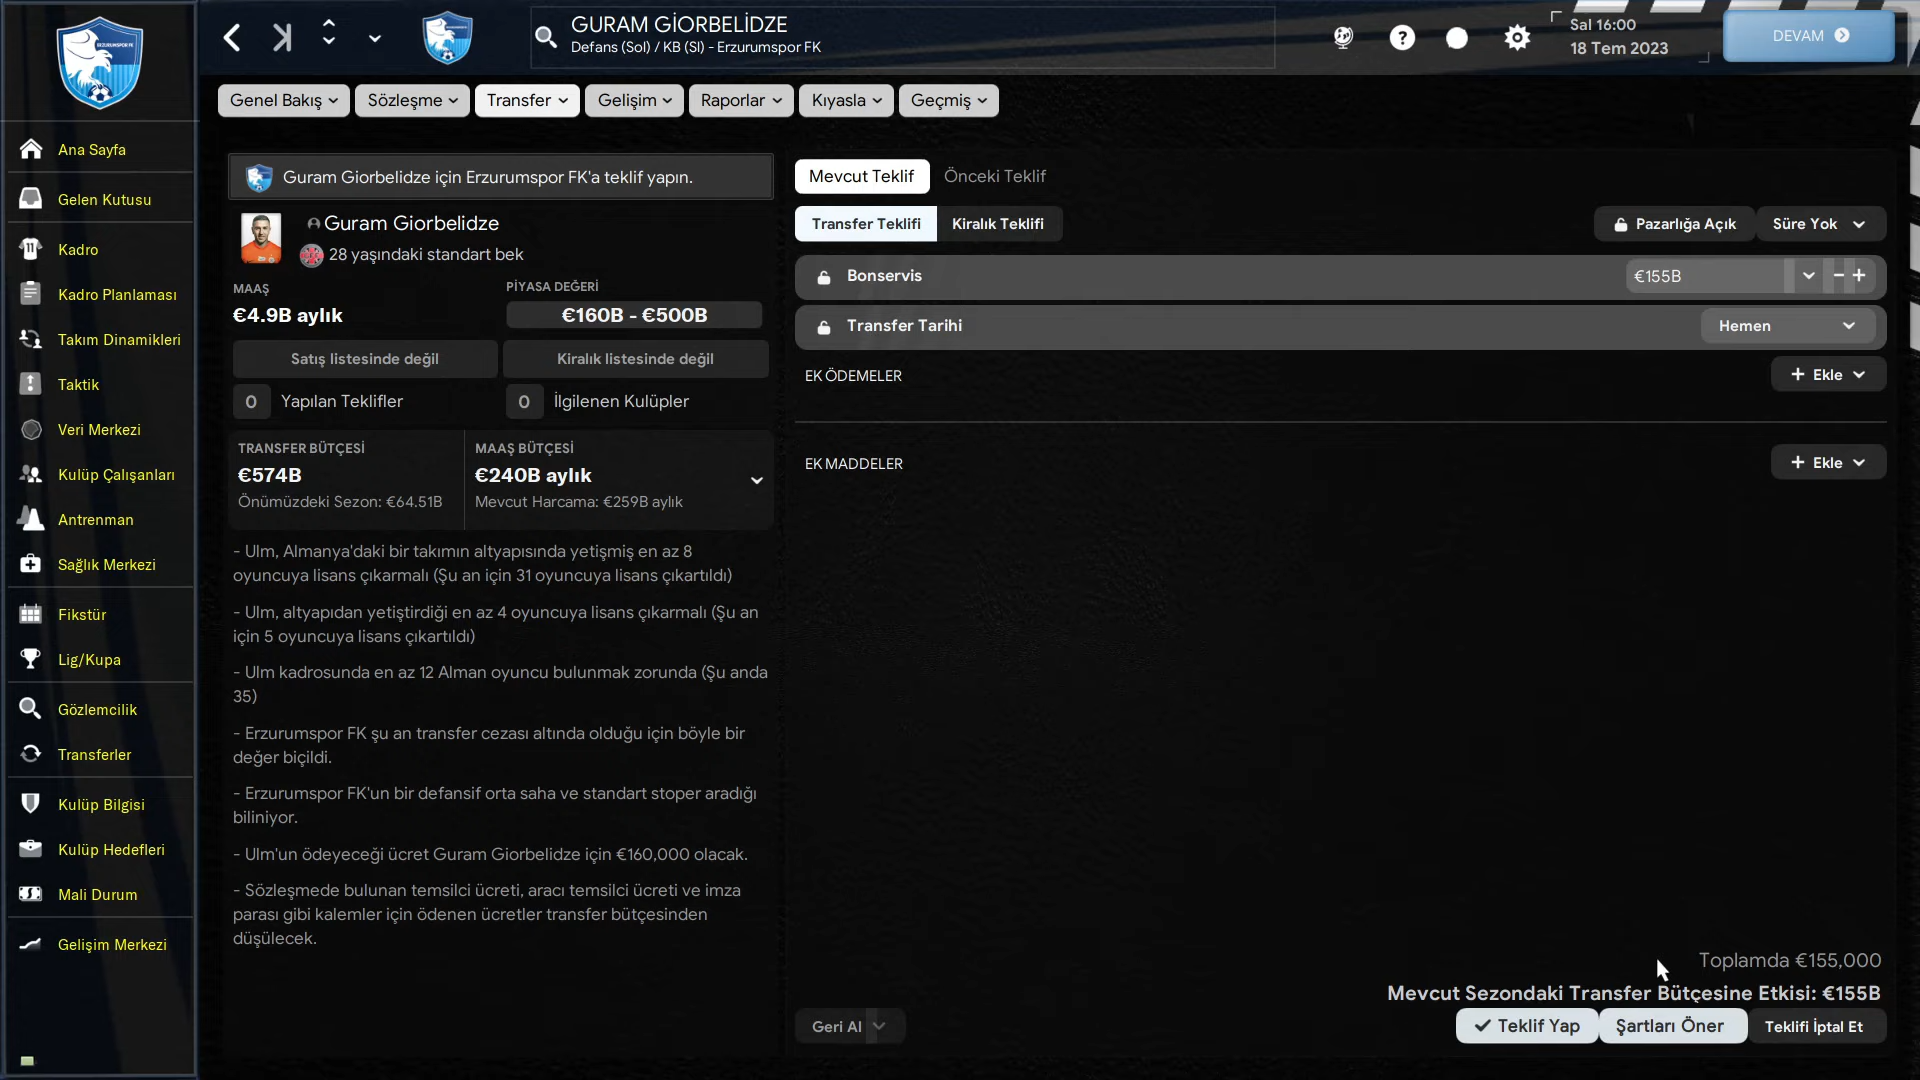 GURAM GİORBELİDZE
Defans (Sol) / KB (Sl) - Erzurumspor FK
Sal 16:00
18 Tem 2023
DEVAM
ERZURUMSPOR FK
Genel Bakış
Sözleşme
Transfer
Gelişim
Raporlar
Kıyasla
Geçmiş
Ana Sayfa
Gelen Kutusu
Kadro
Kadro Planlaması
Takım Dinamikleri
Taktik
Veri Merkezi
Kulüp Çalışanları
Antrenman
Sağlık Merkezi
Fikstür
Lig/Kupa
Gözlemcilik
Transferler
Kulüp Bilgisi
Kulüp Hedefleri
Mali Durum
Gelişim Merkezi
Guram Giorbelidze için Erzurumspor FK'a teklif yapın.
Guram Giorbelidze
28 yaşındaki standart bek
MAAŞ
PİYASA DEĞERİ
€4.9B aylık
€160B - €500B
Satış listesinde değil
Kiralık listesinde değil
0 Yapılan Teklifler
0 İlgilenen Kulüpler
TRANSFER BÜTÇESİ
MAAŞ BÜTÇESİ
€574B
€240B aylık
Önümüzdeki Sezon: €64.51B
Mevcut Harcama: €259B aylık
- Ulm, Almanya'daki bir takımın altyapısında yetişmiş en az 8
oyuncuya lisans çıkarmalı (Şu an için 31 oyuncuya lisans çıkartıldı)
- Ulm, altyapıdan yetiştirdiği en az 4 oyuncuya lisans çıkarmalı (Şu an
için 5 oyuncuya lisans çıkartıldı)
- Ulm kadrosunda en az 12 Alman oyuncu bulunmak zorunda (Şu anda
35)
- Erzurumspor FK şu an transfer cezası altında olduğu için böyle bir
değer biçildi.
- Erzurumspor FK'un bir defansif orta saha ve standart stoper aradığı
biliniyor.
- Ulm'un ödeyeceği ücret Guram Giorbelidze için €160,000 olacak.
- Sözleşmede bulunan temsilci ücreti, aracı temsilci ücreti ve imza
parası gibi kalemler için ödenen ücretler transfer bütçesinden
düşülecek.
Mevcut Teklif
Önceki Teklif
Transfer Teklifi
Kiralık Teklifi
Pazarlığa Açık
Süre Yok
Bonservis
€155B
Transfer Tarihi
Hemen
EK ÖDEMELER
+ Ekle
EK MADDELER
+ Ekle
Toplamda €155,000
Mevcut Sezondaki Transfer Bütçesine Etkisi: €155B
Geri Al
Teklif Yap
Şartları Öner
Teklifi İptal Et